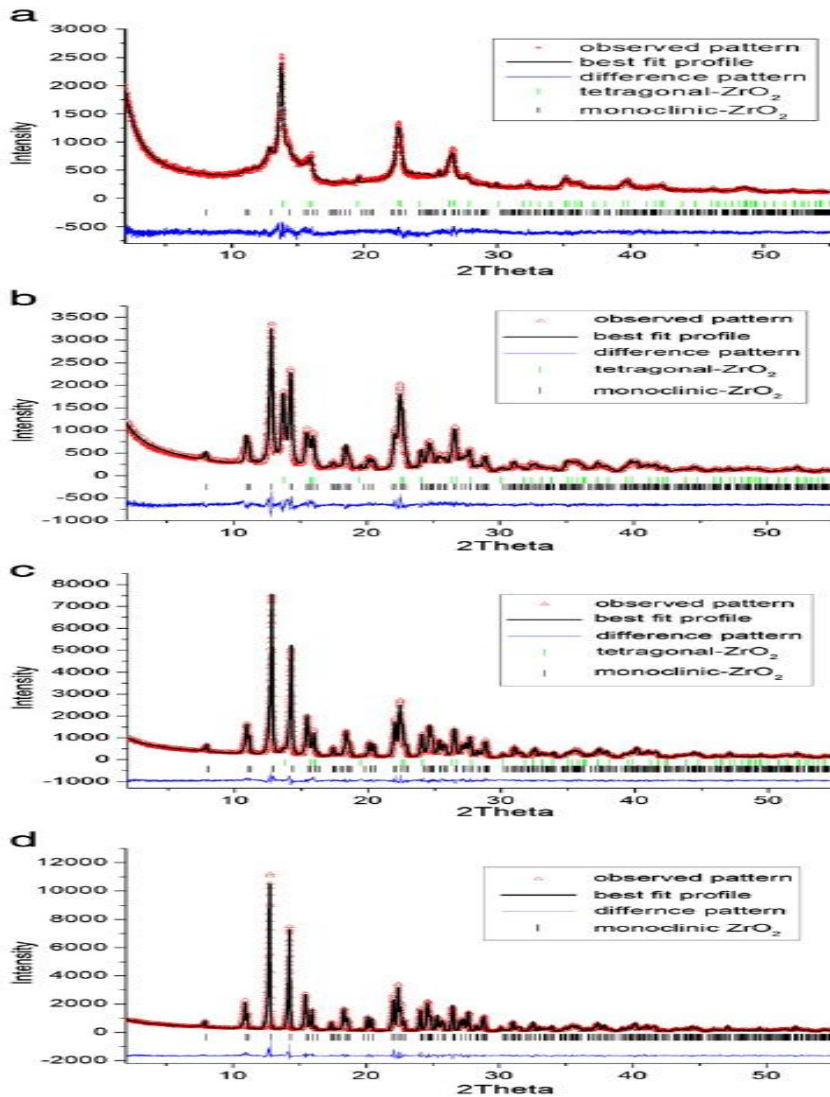 a
3000
2500
2000
1500
1000
500
0
-500
Intensity
observed pattern
best fit profile
difference pattern
tetragonal-ZrO2
monoclinic-ZrO2
10 20 30 40 50
2Theta
b
3500
3000
2500
2000
1500
1000
500
0
-500
-1000
Intensity
observed pattern
best fit profile
difference pattern
tetragonal-ZrO2
monoclinic-ZrO2
10 20 30 40 50
2Theta
c
8000
7000
6000
5000
4000
3000
2000
1000
0
-1000
Intensity
observed pattern
best fit profile
difference pattern
tetragonal-ZrO2
monoclinic-ZrO2
10 20 30 40 50
2Theta
d
12000
10000
8000
6000
4000
2000
0
-2000
Intensity
observed pattern
best fit profile
differnce pattern
monoclinic ZrO2
10 20 30 40 50
2Theta